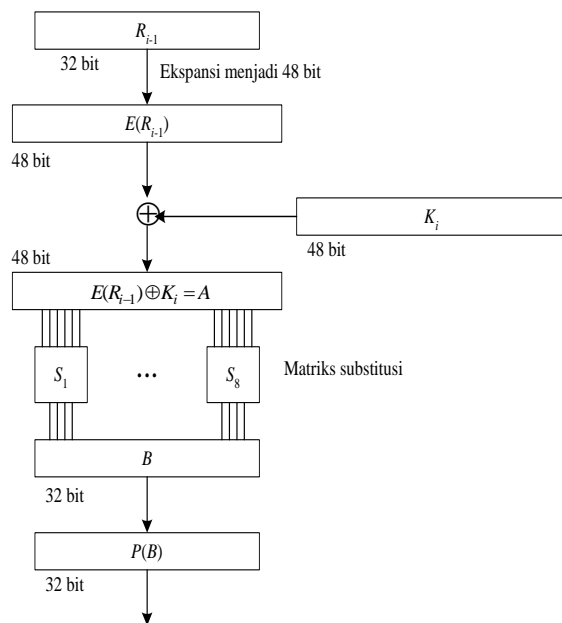 R_{i-1}
32 bit
Ekspansi menjadi 48 bit
E(R_{i-1})
48 bit
K_i
48 bit
48 bit
E(R_{i-1})⊕K_i = A
S_1 ... S_8
Matriks substitusi
B
32 bit
P(B)
32 bit